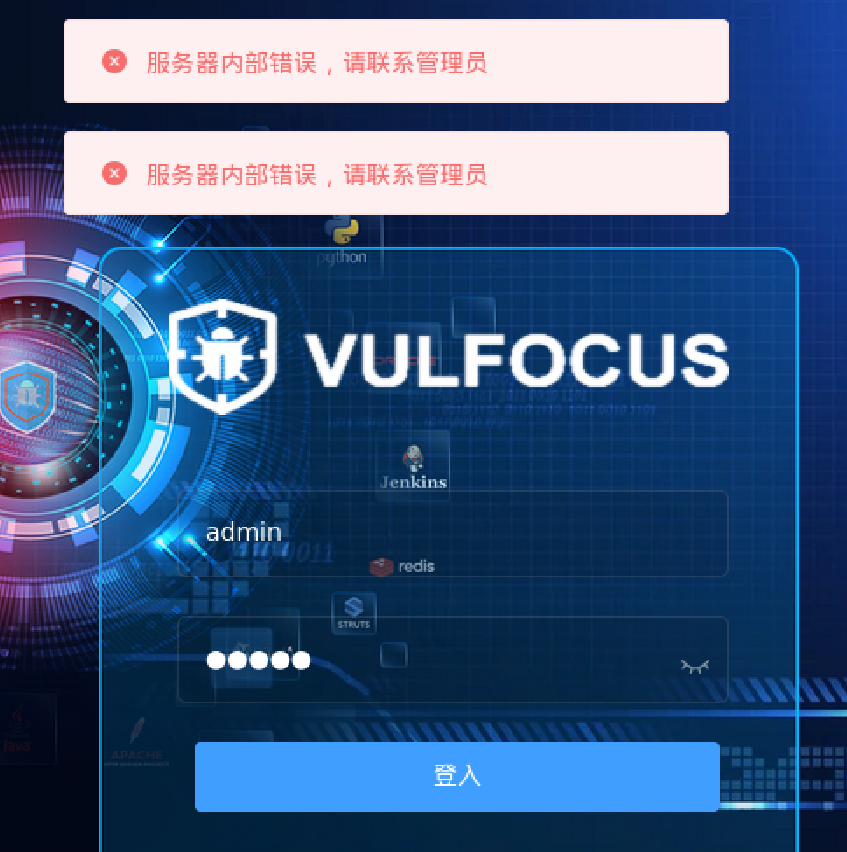 服务器内部错误，请联系管理员
服务器内部错误，请联系管理员
python
VULFOCUS
Jenkins
admin
redis
STRUTS
Java
APACHE
登入